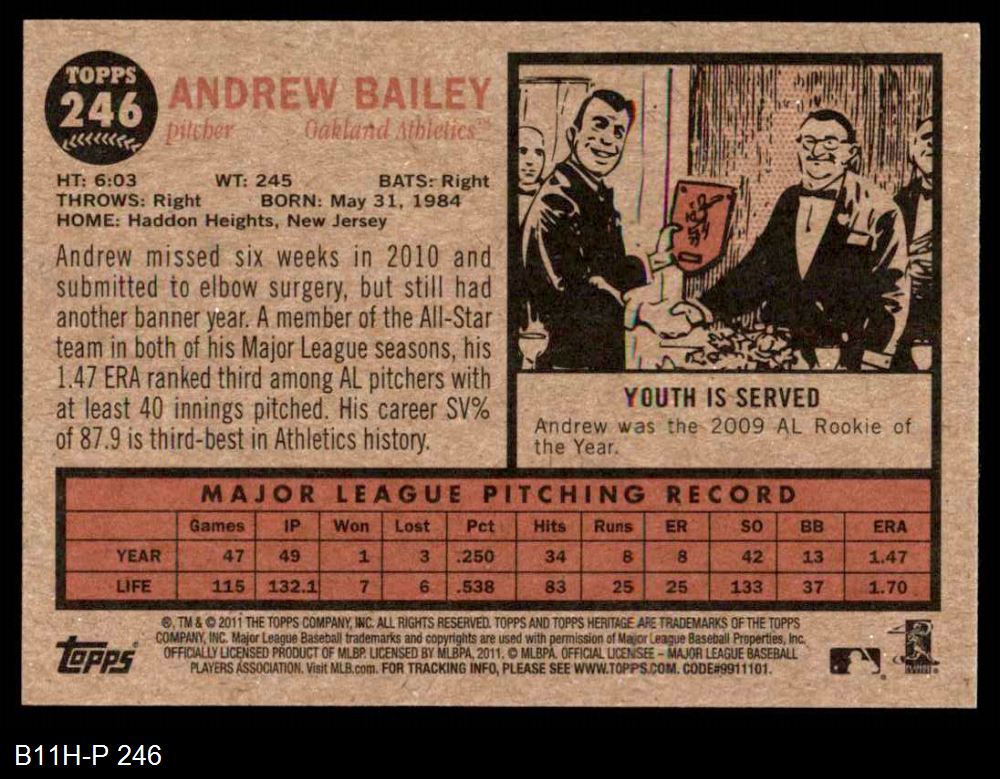 TOPPS
246
ANDREW BAILEY
pitcher Oakland Athletics™
HT: 6:03 WT: 245 BATS: Right
THROWS: Right BORN: May 31, 1984
HOME: Haddon Heights, New Jersey
Andrew missed six weeks in 2010 and
submitted to elbow surgery, but still had
another banner year. A member of the All-Star
team in both of his Major League seasons, his
1.47 ERA ranked third among AL pitchers with
at least 40 innings pitched. His career SV%
of 87.9 is third-best in Athletics history.
YOUTH IS SERVED
Andrew was the 2009 AL Rookie of
the Year.
MAJOR LEAGUE PITCHING RECORD
Games IP Won Lost Pct Hits Runs ER SO BB ERA
YEAR 47 49 1 3 .250 34 8 8 42 13 1.47
LIFE 115 132.1 7 6 .538 83 25 25 133 37 1.70
®, TM & © 2011 THE TOPPS COMPANY, INC. ALL RIGHTS RESERVED. TOPPS AND TOPPS HERITAGE ARE TRADEMARKS OF THE TOPPS
COMPANY, INC. Major League Baseball trademarks and copyrights are used with permission of Major League Baseball Properties, Inc.
OFFICIALLY LICENSED PRODUCT OF MLBP. LICENSED BY MLBPA, 2011. © MLBPA. OFFICIAL LICENSEE – MAJOR LEAGUE BASEBALL
PLAYERS ASSOCIATION. Visit MLB.com. FOR TRACKING INFO, PLEASE SEE WWW.TOPPS.COM. CODE#9911101.
Topps
B11H-P 246